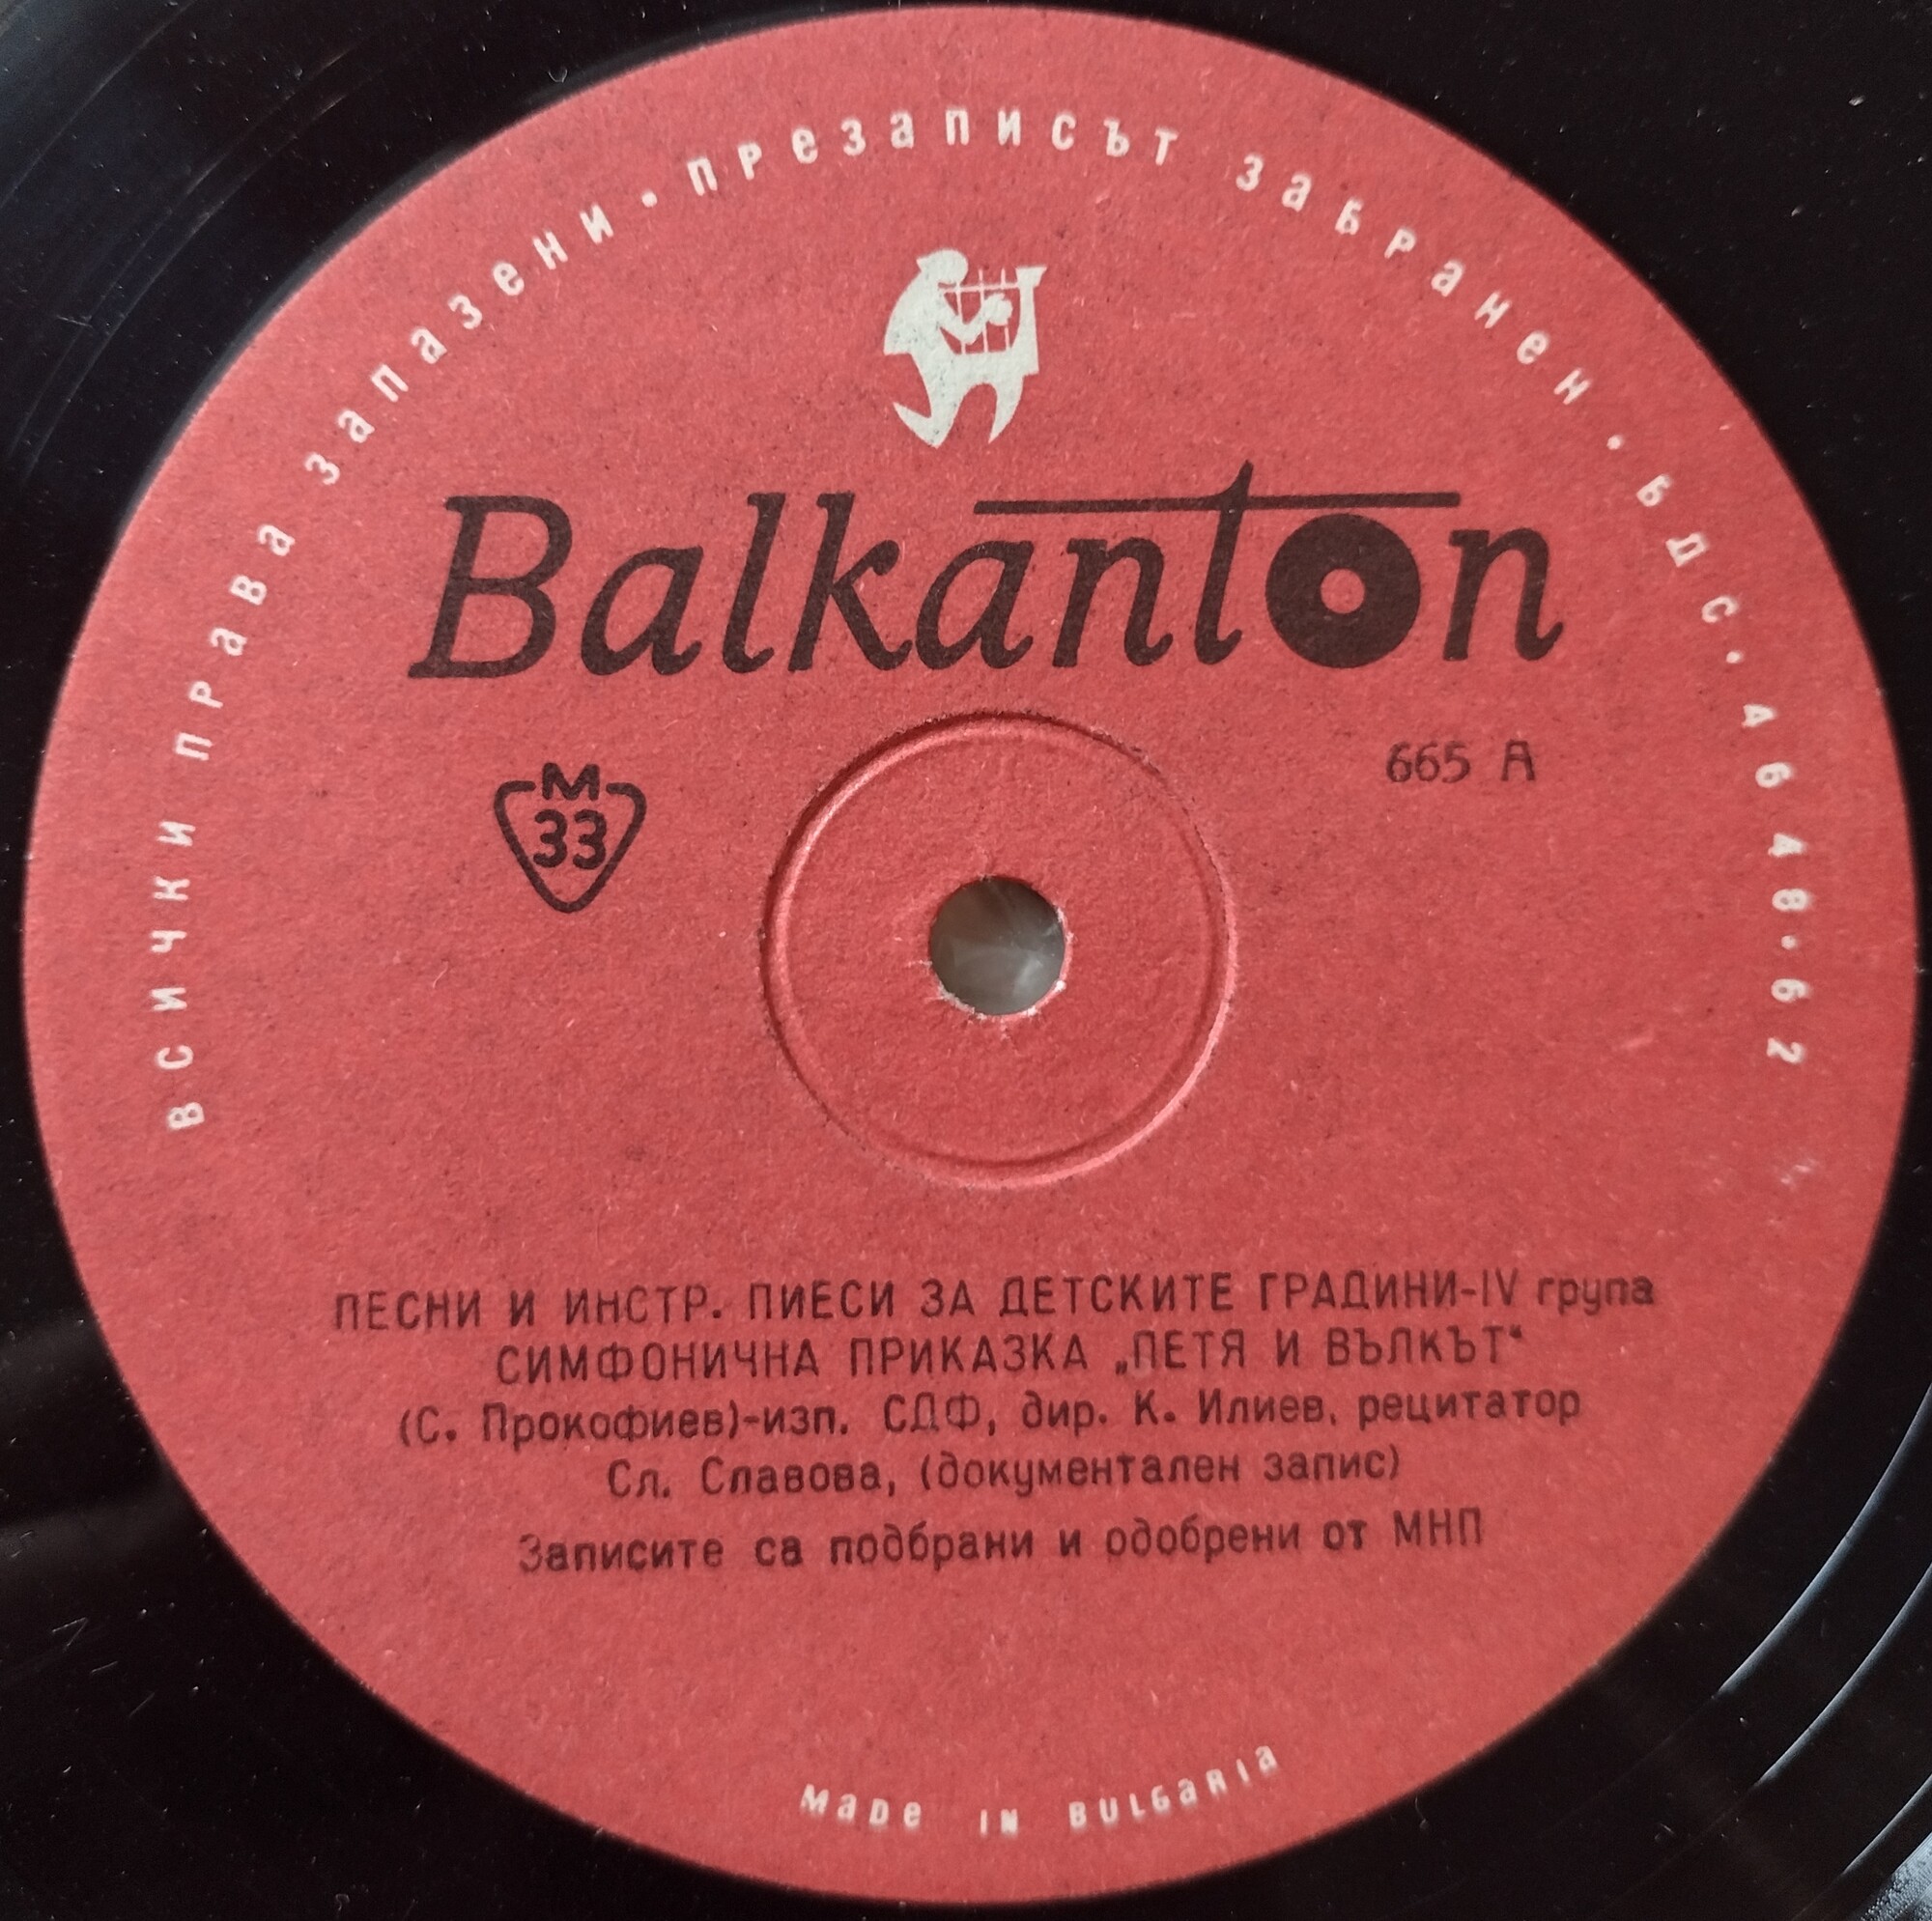 всички права запазени · презаписът забранен · БДС · 46 48 · 62
Balkanton
M
33
665 A
ПЕСНИ И ИНСТР. ПИЕСИ ЗА ДЕТСКИТЕ ГРАДИНИ-IV група
СИМФОНИЧНА ПРИКАЗКА „ПЕТЯ И ВЪЛКЪТ“
(С. Прокофиев)-изп. СДФ, дир. К. Илиев, рецитатор
Сл. Славова, (документален запис)
Записите са подбрани и одобрени от МНП
MaDe IN BULGaRIa